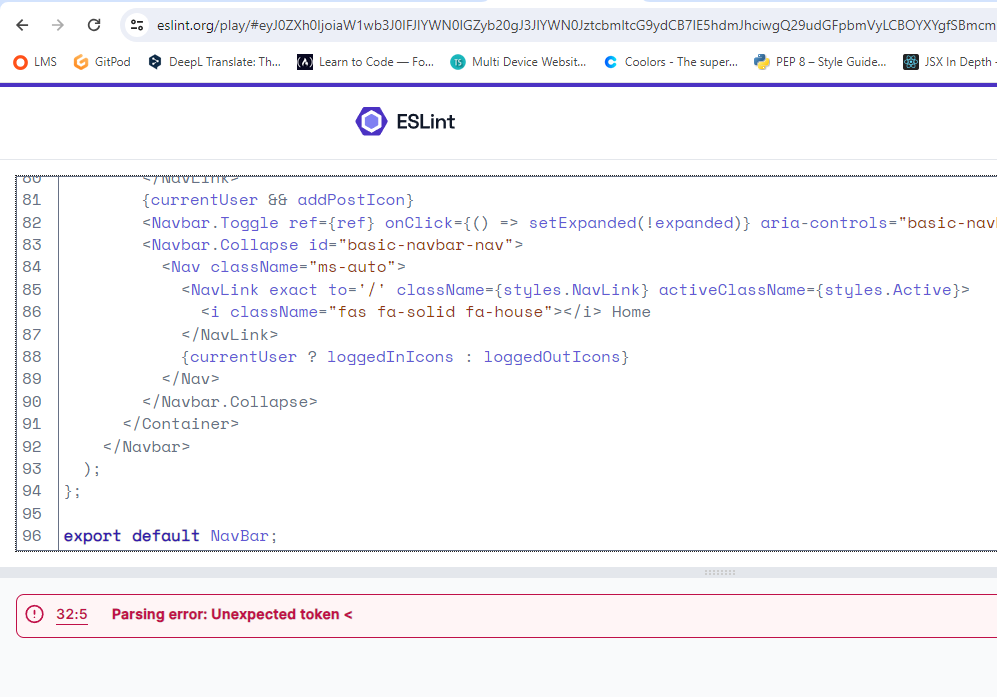 eslint.org/play/#eyJ0ZXh0IjoiaW1wb3J0IFJlYWN0IGZyb20gJ3JlYWN0JztcbmltcG9ydCB7IE5hdmJhciwgQ29udGFpbmVyLCBOYXYgfSBmcm
LMS GitPod DeepL Translate: Th... Learn to Code — Fo... Multi Device Websit... Coolors - The super... PEP 8 – Style Guide... JSX In Depth
ESLint
80 </NavLink>
81 {currentUser && addPostIcon}
82 <Navbar.Toggle ref={ref} onClick={() => setExpanded(!expanded)} aria-controls="basic-nav
83 <Navbar.Collapse id="basic-navbar-nav">
84 <Nav className="ms-auto">
85 <NavLink exact to='/' className={styles.NavLink} activeClassName={styles.Active}>
86 <i className="fas fa-solid fa-house"></i> Home
87 </NavLink>
88 {currentUser ? loggedInIcons : loggedOutIcons}
89 </Nav>
90 </Navbar.Collapse>
91 </Container>
92 </Navbar>
93 );
94 };
95
96 export default NavBar;
32:5 Parsing error: Unexpected token <